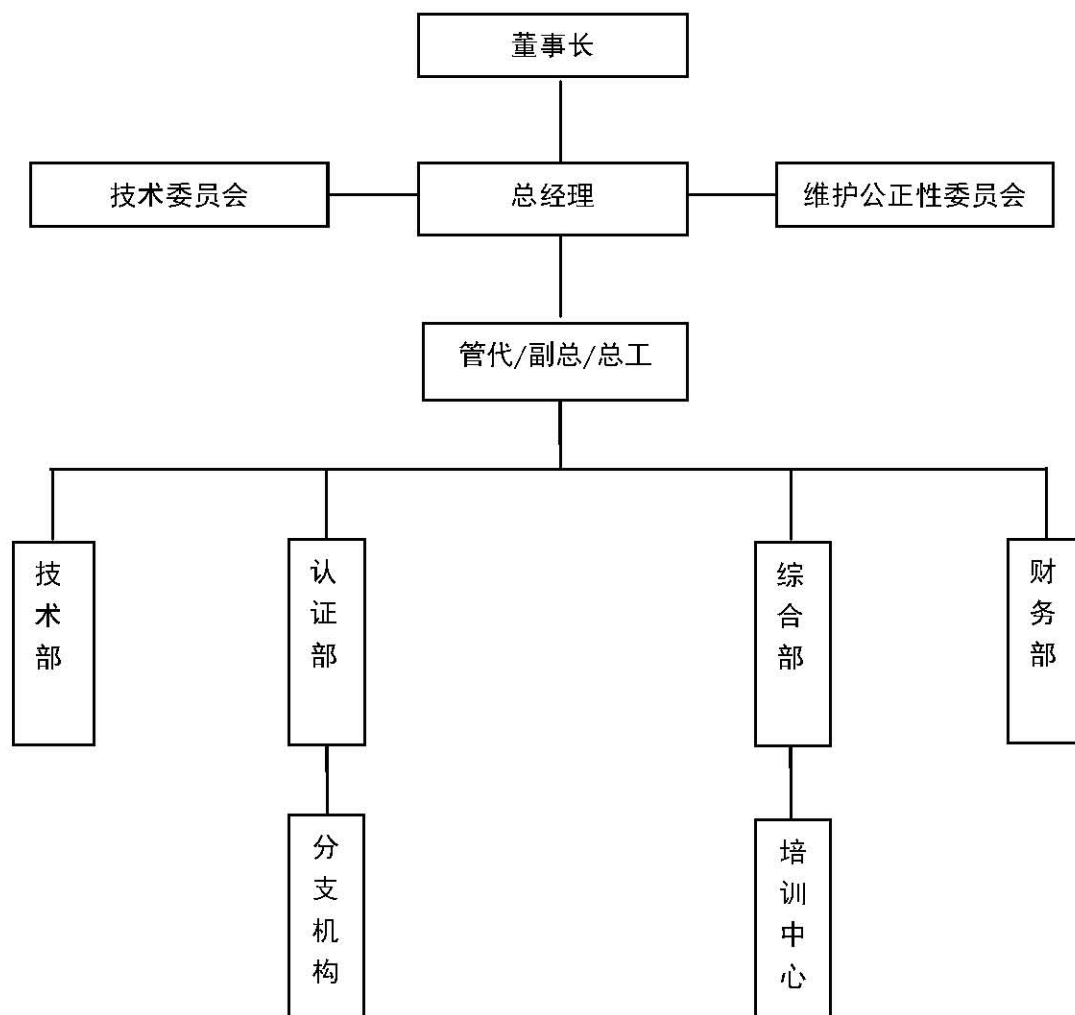 董事长
技术委员会
总经理
维护公正性委员会
管代/副总/总工
技术部
认证部
综合部
财务部
分支机构
培训中心